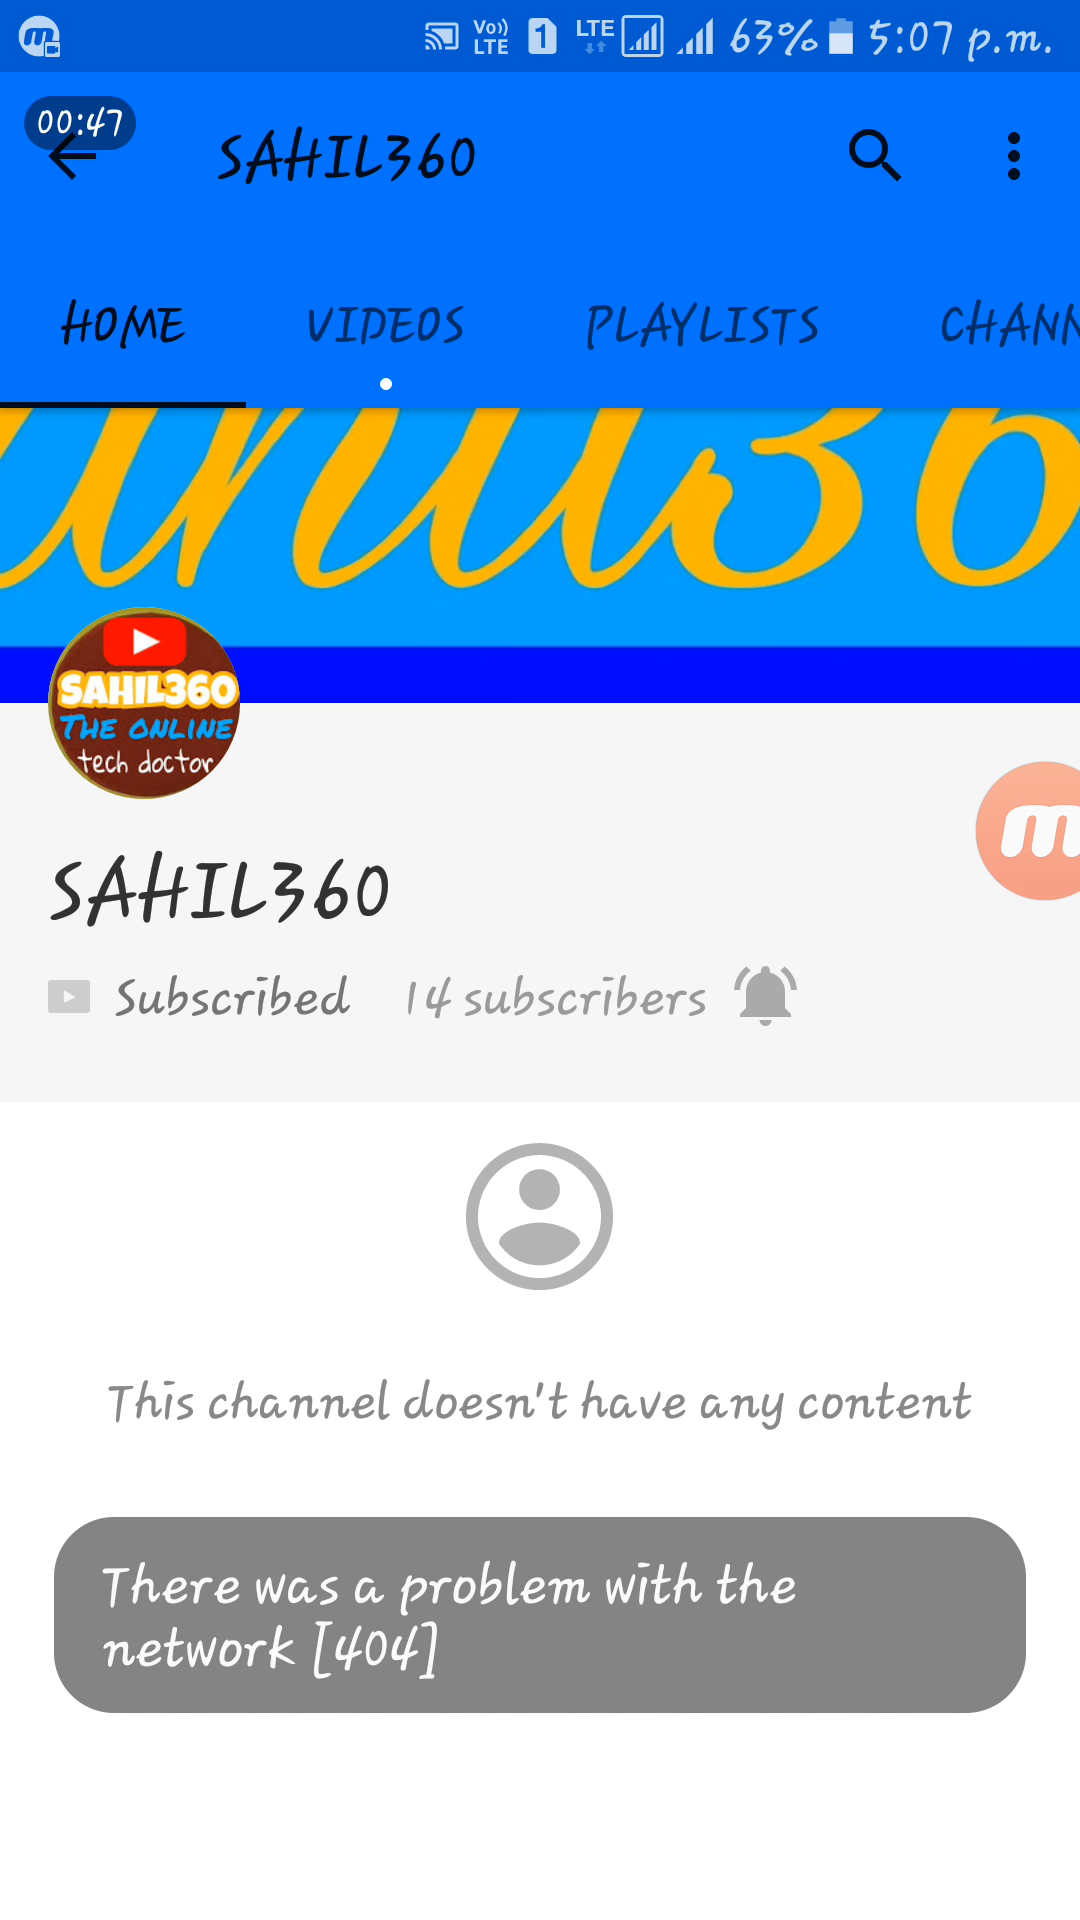 Vo)) LTE 1 LTE 63% 5:07 p.m.
00:47
SAHIL360
HOME VIDEOS PLAYLISTS CHANN
SAHIL360
The online
tech doctor
SAHIL360
Subscribed 14 subscribers
This channel doesn't have any content
There was a problem with the
network [404]